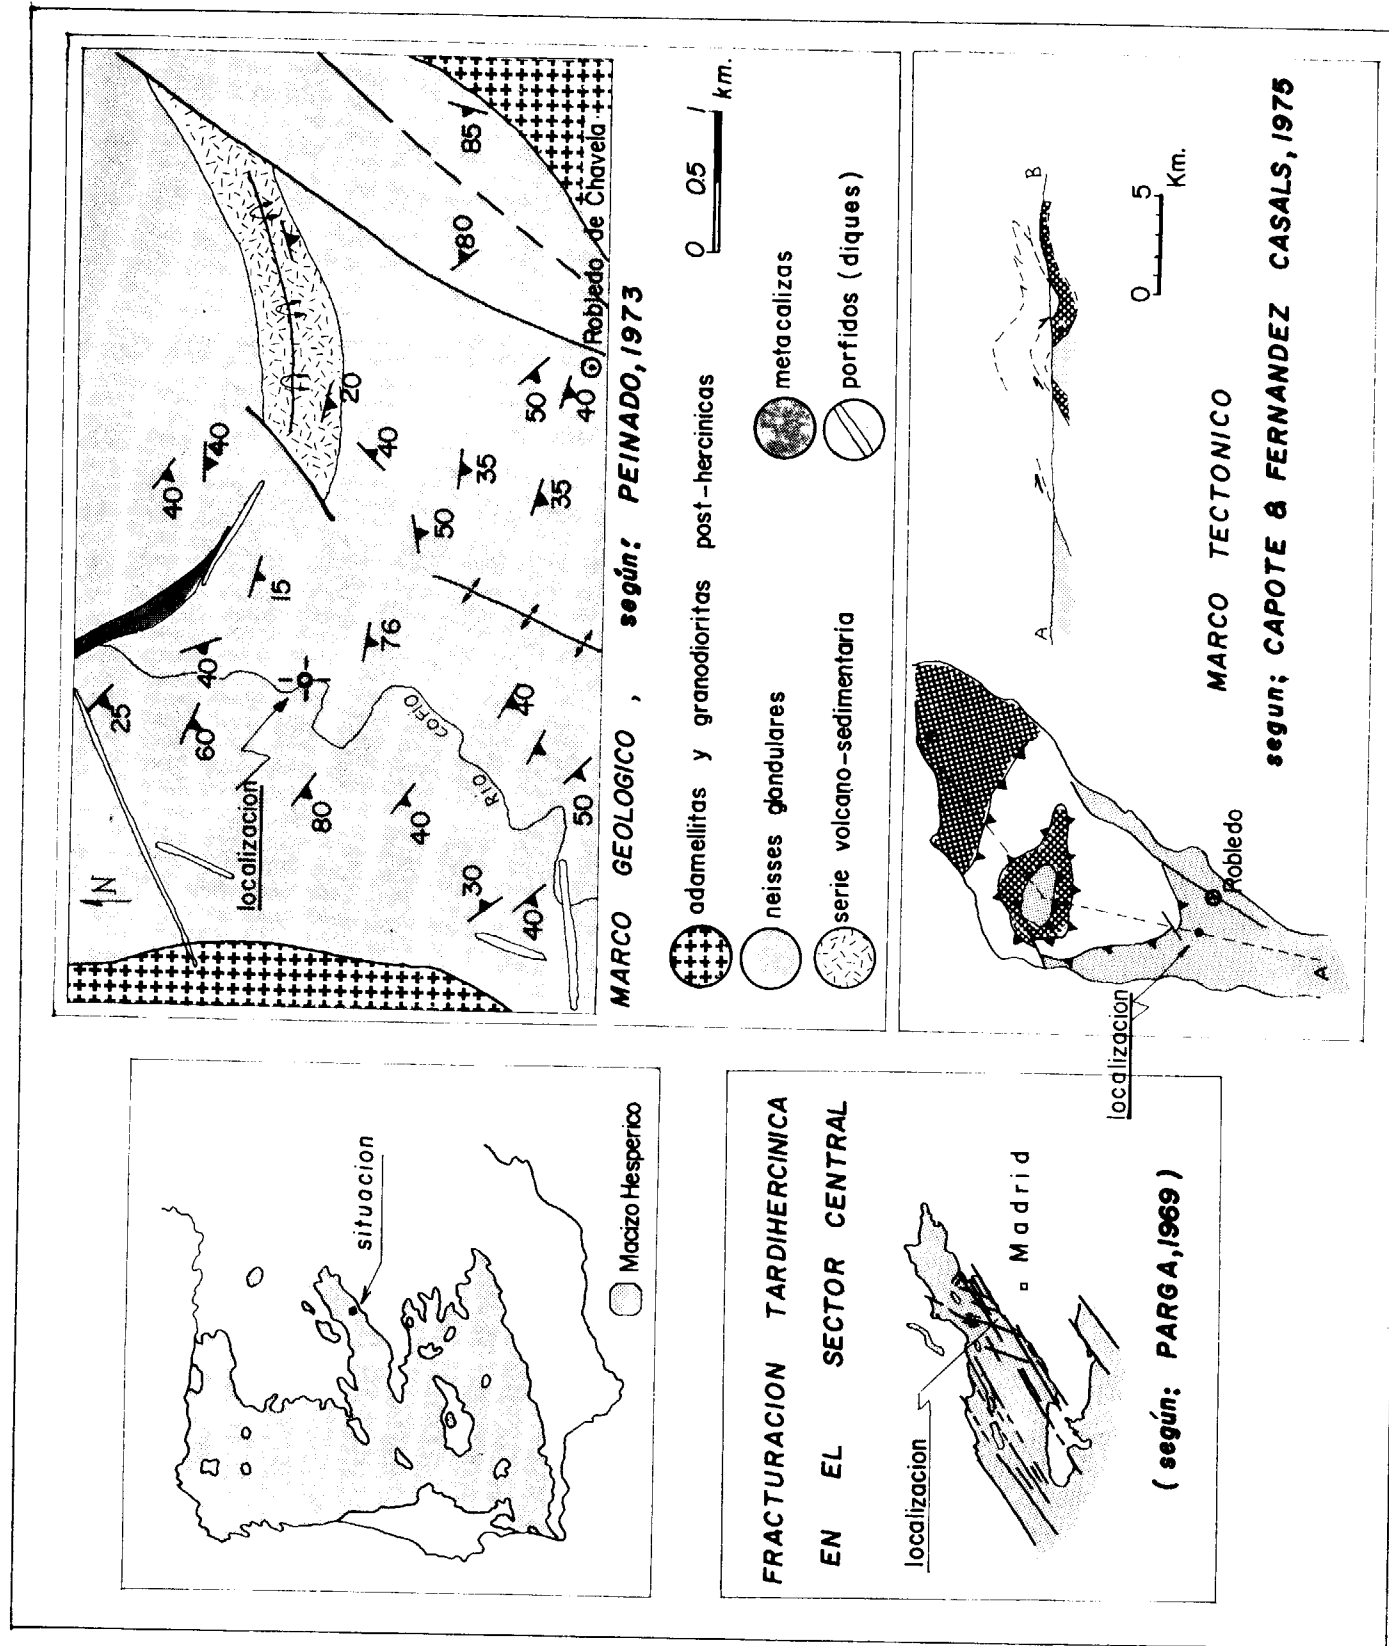 situacion
Macizo Hesperico
FRACTURACION TARDIHERCINICA
EN EL SECTOR CENTRAL
localizacion
Madrid
(según: PARGA,1969)
N
25
60
40
localizacion
80
40
30
40
50
40
RIO COFIO
76
15
40
40
20
40
50
35
35
50
40
80
85
Robledo de Chavela
MARCO GEOLOGICO , según: PEINADO,1973
0 0.5 1
km.
adamellitas y granodioritas post-hercinicas
neisses glandulares
metacalizas
serie volcano-sedimentaria
porfidos (diques)
localizacion
Robledo
A
A
B
0 5
Km.
MARCO TECTONICO
segun; CAPOTE & FERNANDEZ CASALS,1975